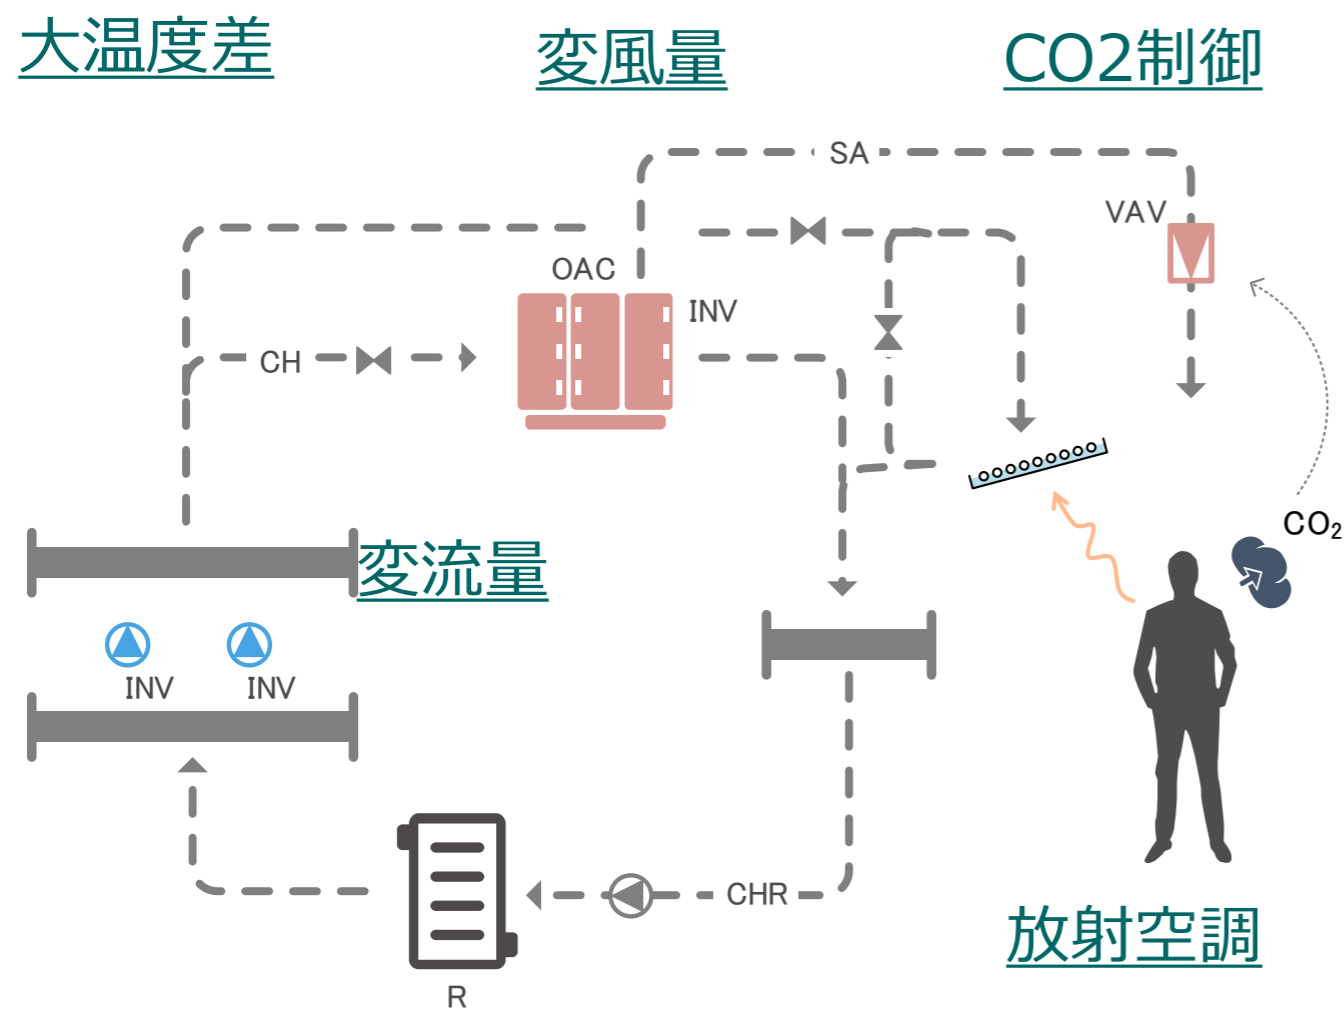 大温度差
変風量
CO2制御
SA
VAV
OAC
INV
CH
CO₂
変流量
INV
INV
CHR
放射空調
R